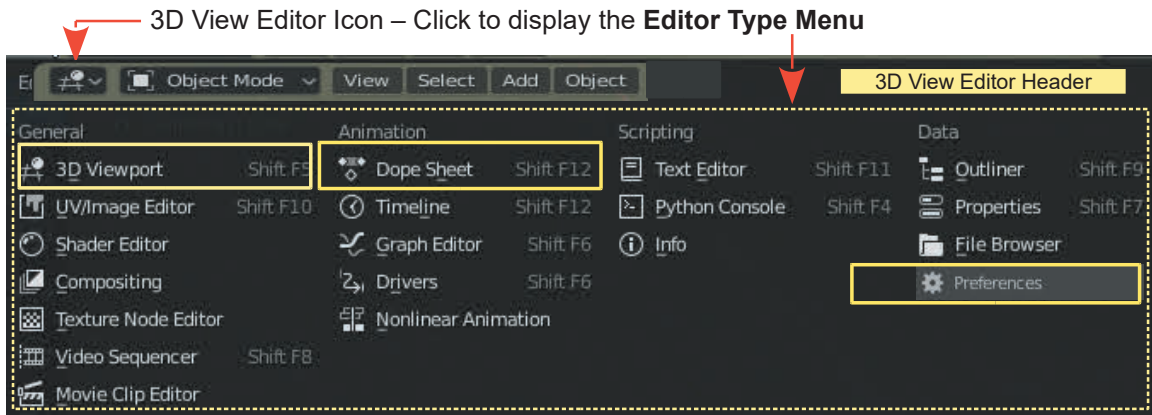 3D View Editor Icon – Click to display the Editor Type Menu
Object Mode View Select Add Object
3D View Editor Header
General
3D Viewport Shift F5
UV/Image Editor Shift F10
Shader Editor
Compositing
Texture Node Editor
Video Sequencer Shift F8
Movie Clip Editor
Animation
Dope Sheet Shift F12
Timeline Shift F12
Graph Editor Shift F6
Drivers Shift F6
Nonlinear Animation
Scripting
Text Editor Shift F11
Python Console Shift F4
Info
Data
Outliner Shift F9
Properties Shift F7
File Browser
Preferences